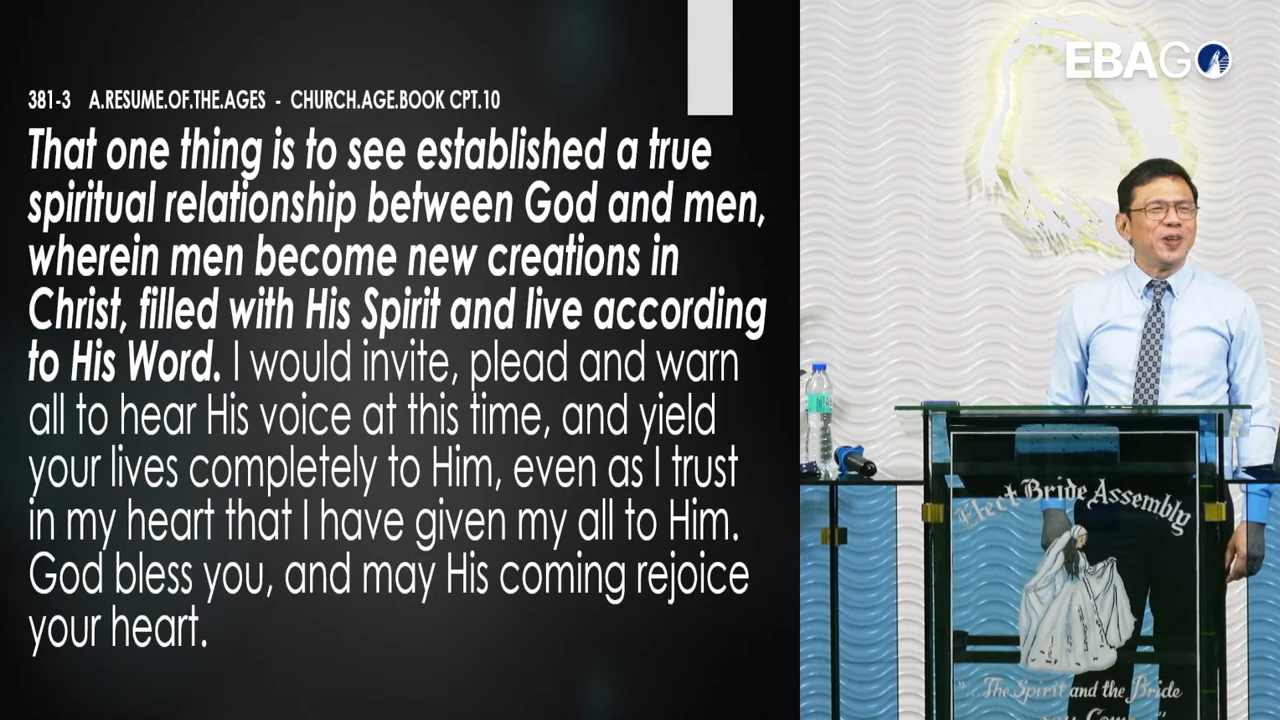 381-3 A.RESUME.OF.THE.AGES - CHURCH.AGE.BOOK CPT.10
That one thing is to see established a true
spiritual relationship between God and men,
wherein men become new creations in
Christ, filled with His Spirit and live according
to His Word. I would invite, plead and warn
all to hear His voice at this time, and yield
your lives completely to Him, even as I trust
in my heart that I have given my all to Him.
God bless you, and may His coming rejoice
your heart.
EBAGO
Elect Bride Assembly
"...The Spirit and the Bride